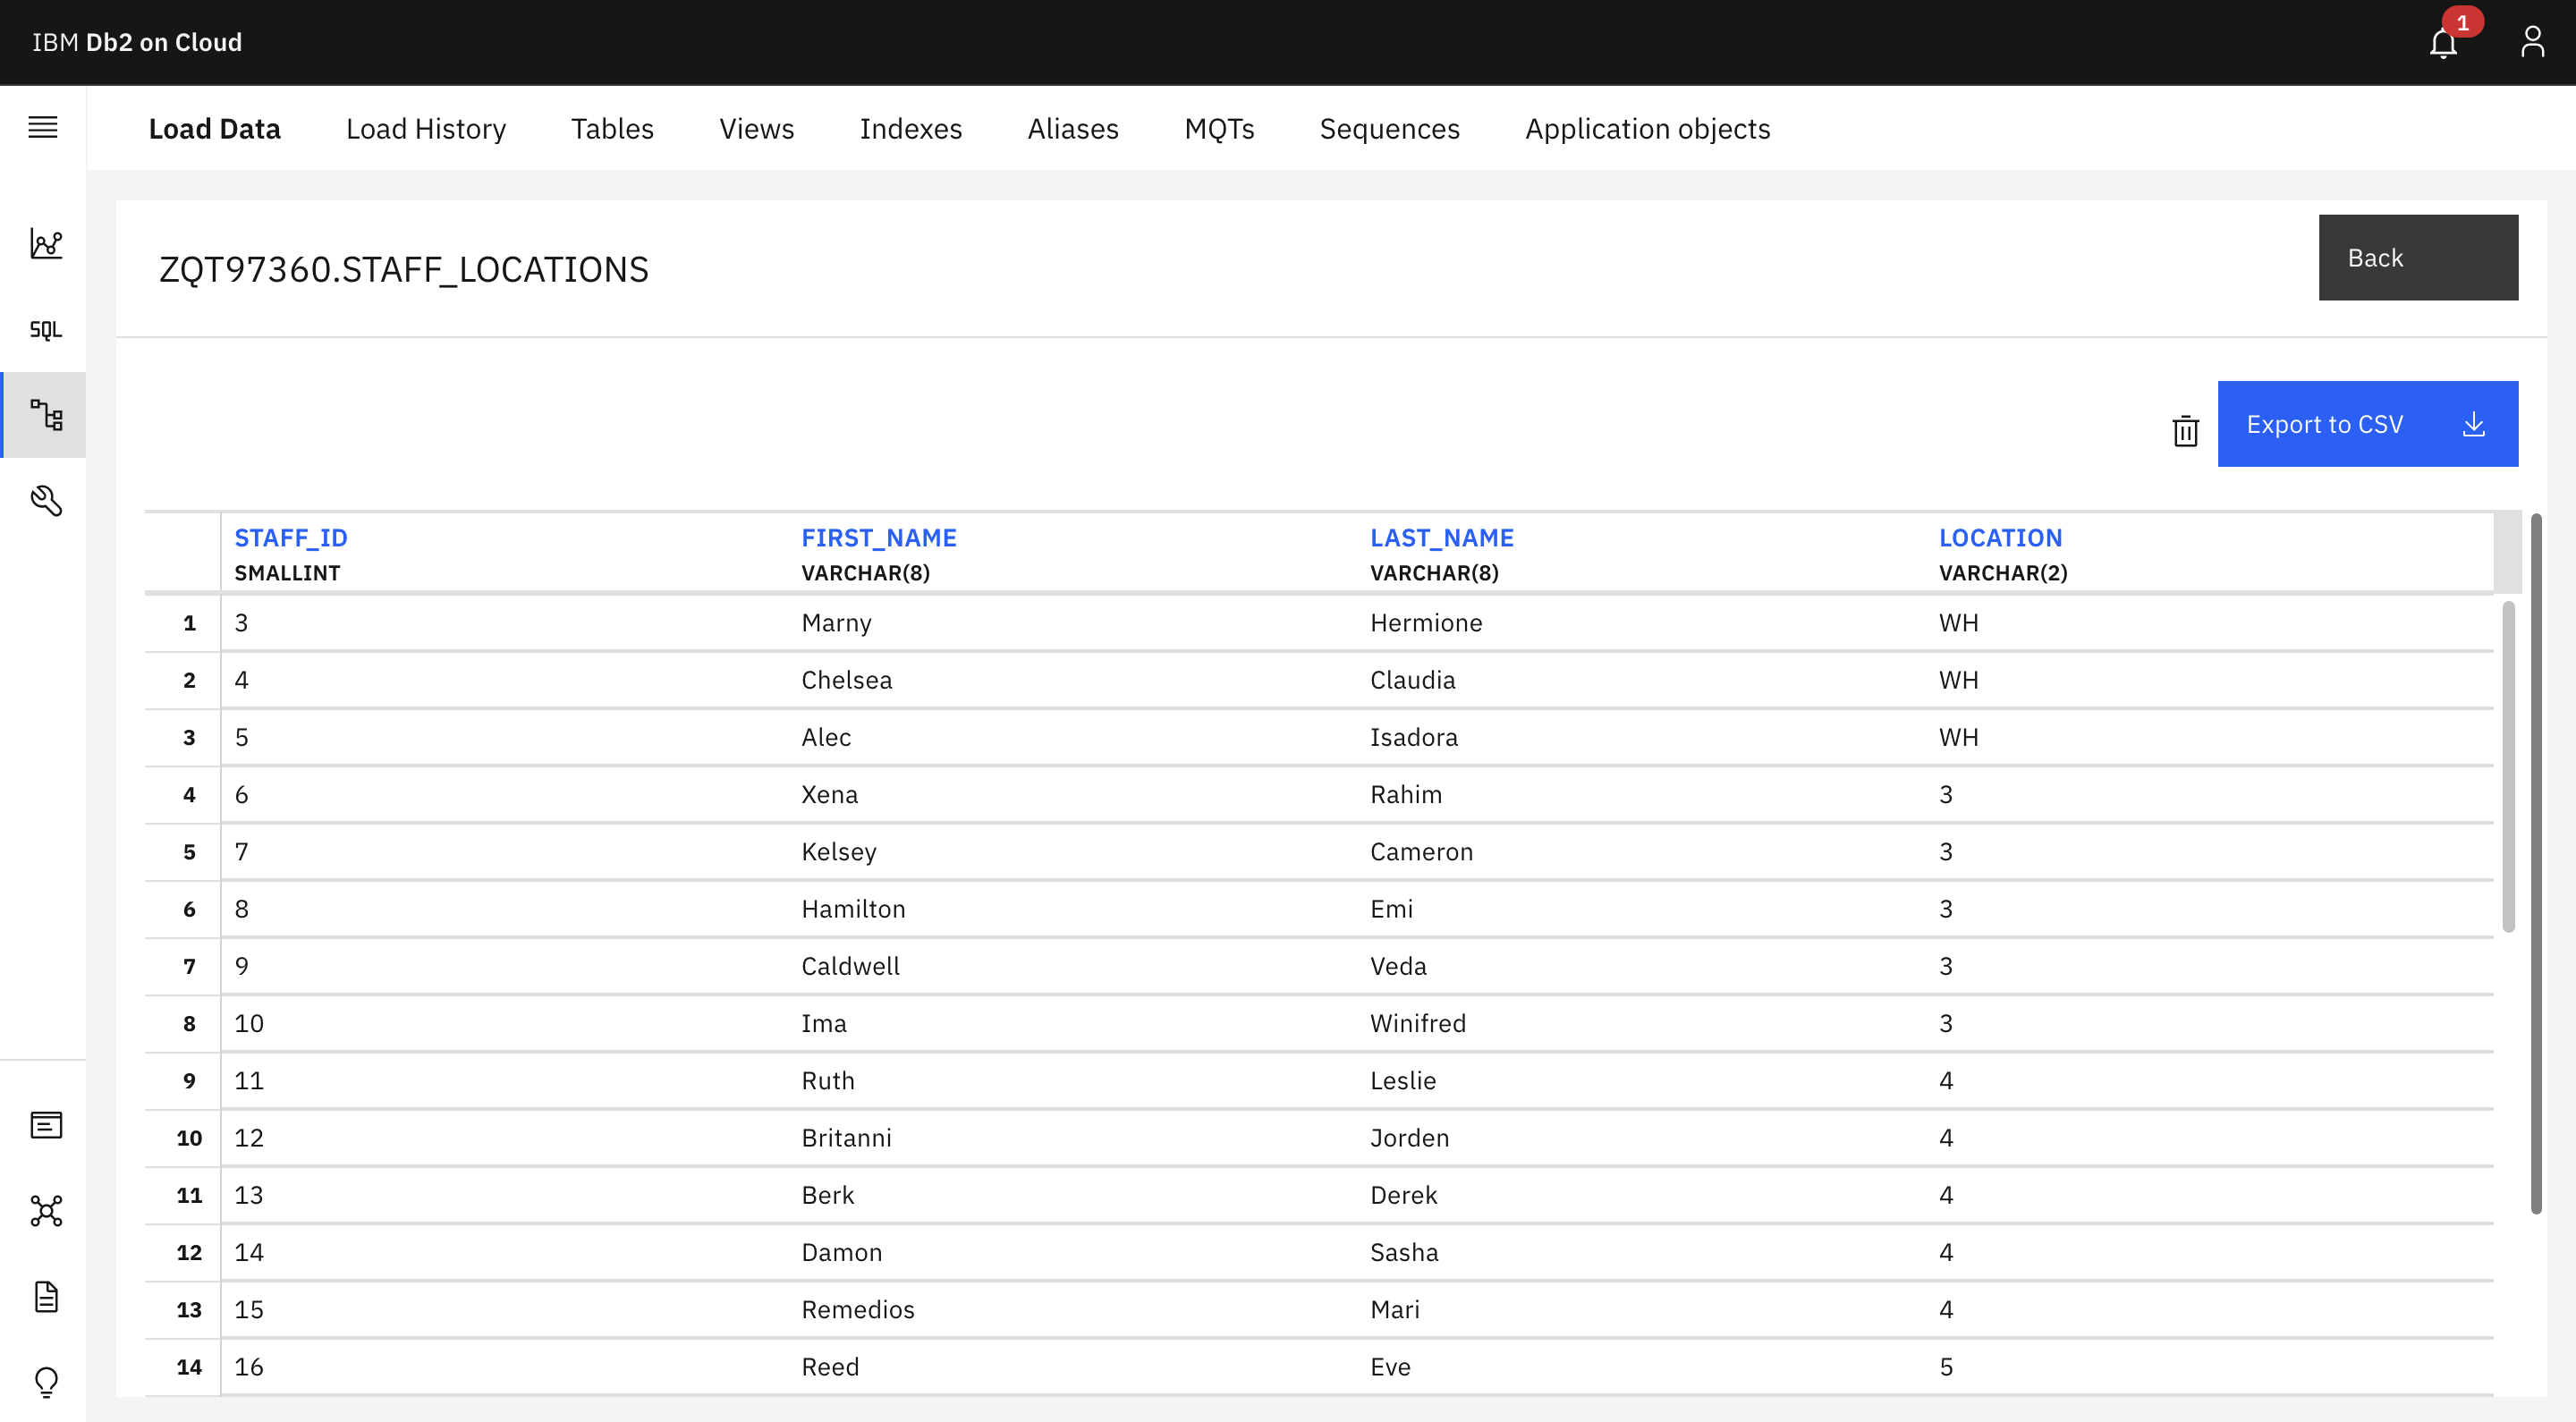 IBM Db2 on Cloud
1
Load Data Load History Tables Views Indexes Aliases MQTs Sequences Application objects
ZQT97360.STAFF_LOCATIONS
Back
SQL
Export to CSV
STAFF_ID FIRST_NAME LAST_NAME LOCATION
SMALLINT VARCHAR(8) VARCHAR(8) VARCHAR(2)
1 3 Marny Hermione WH
2 4 Chelsea Claudia WH
3 5 Alec Isadora WH
4 6 Xena Rahim 3
5 7 Kelsey Cameron 3
6 8 Hamilton Emi 3
7 9 Caldwell Veda 3
8 10 Ima Winifred 3
9 11 Ruth Leslie 4
10 12 Britanni Jorden 4
11 13 Berk Derek 4
12 14 Damon Sasha 4
13 15 Remedios Mari 4
14 16 Reed Eve 5